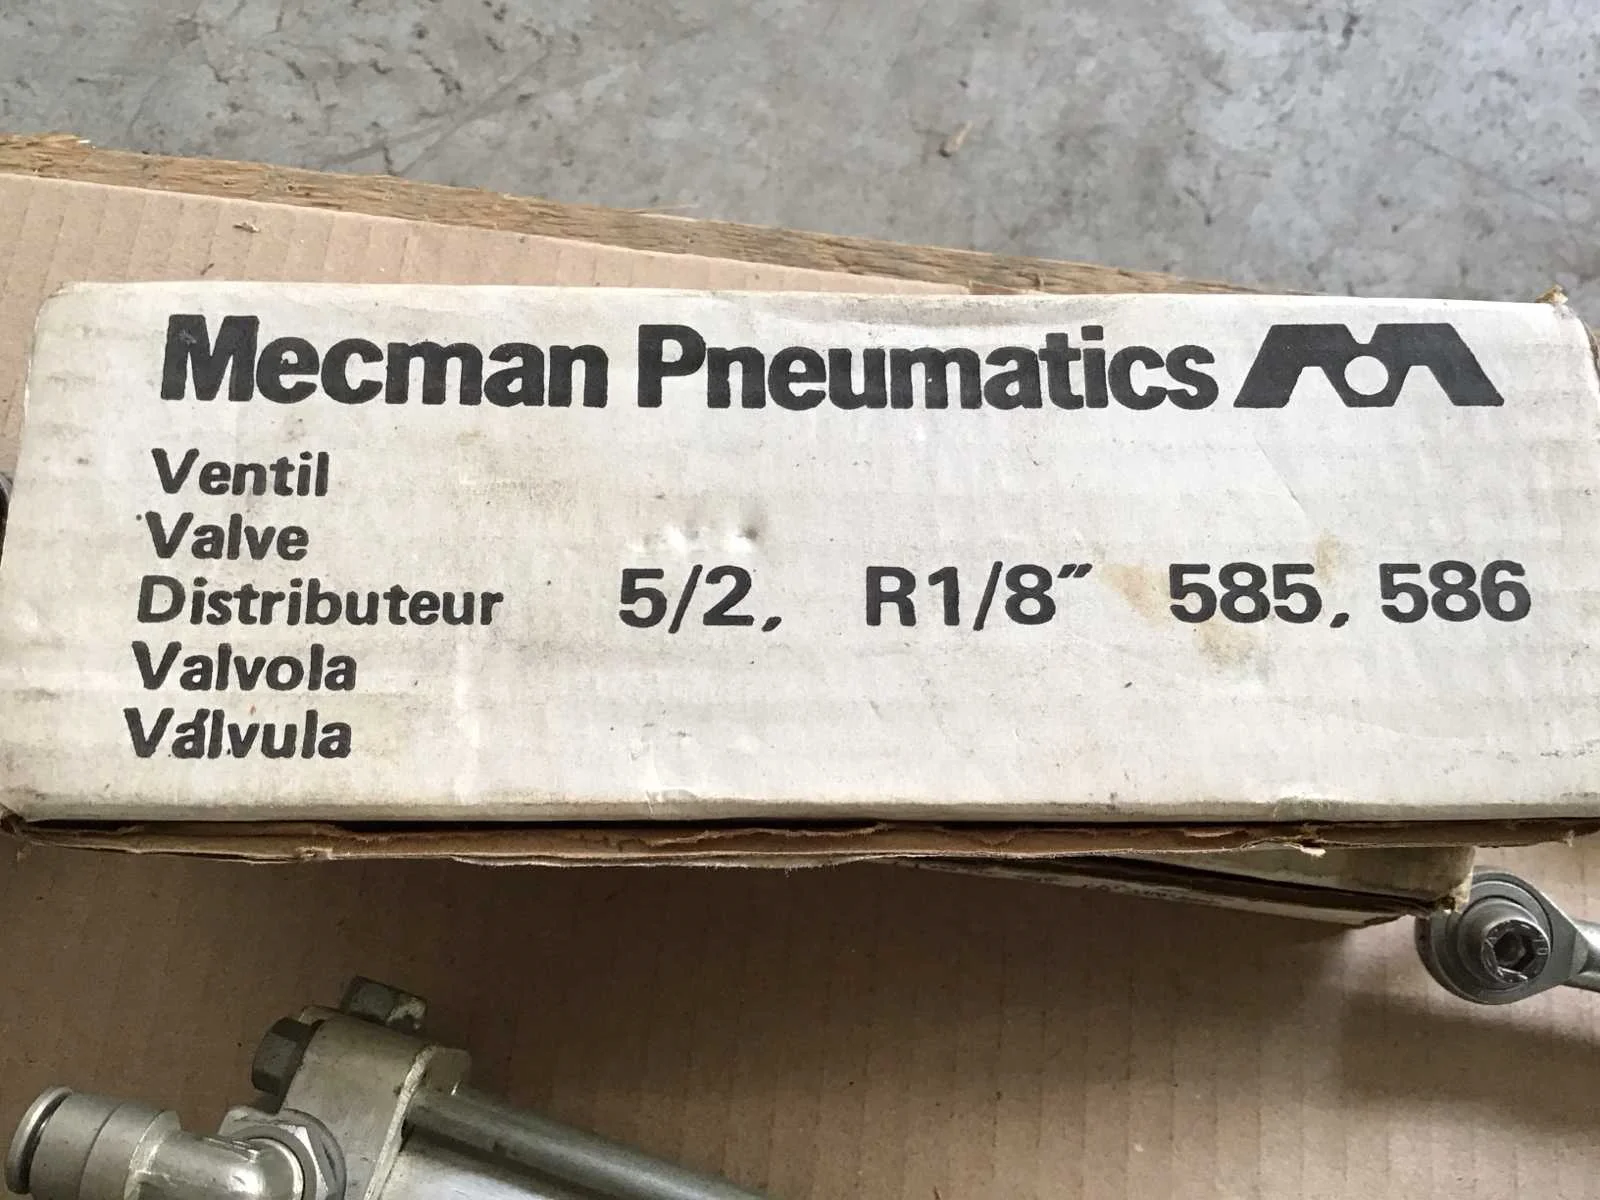 Mecman Pneumatics
Ventil
Valve
Distributeur 5/2, R1/8" 585, 586
Valvola
Válvula